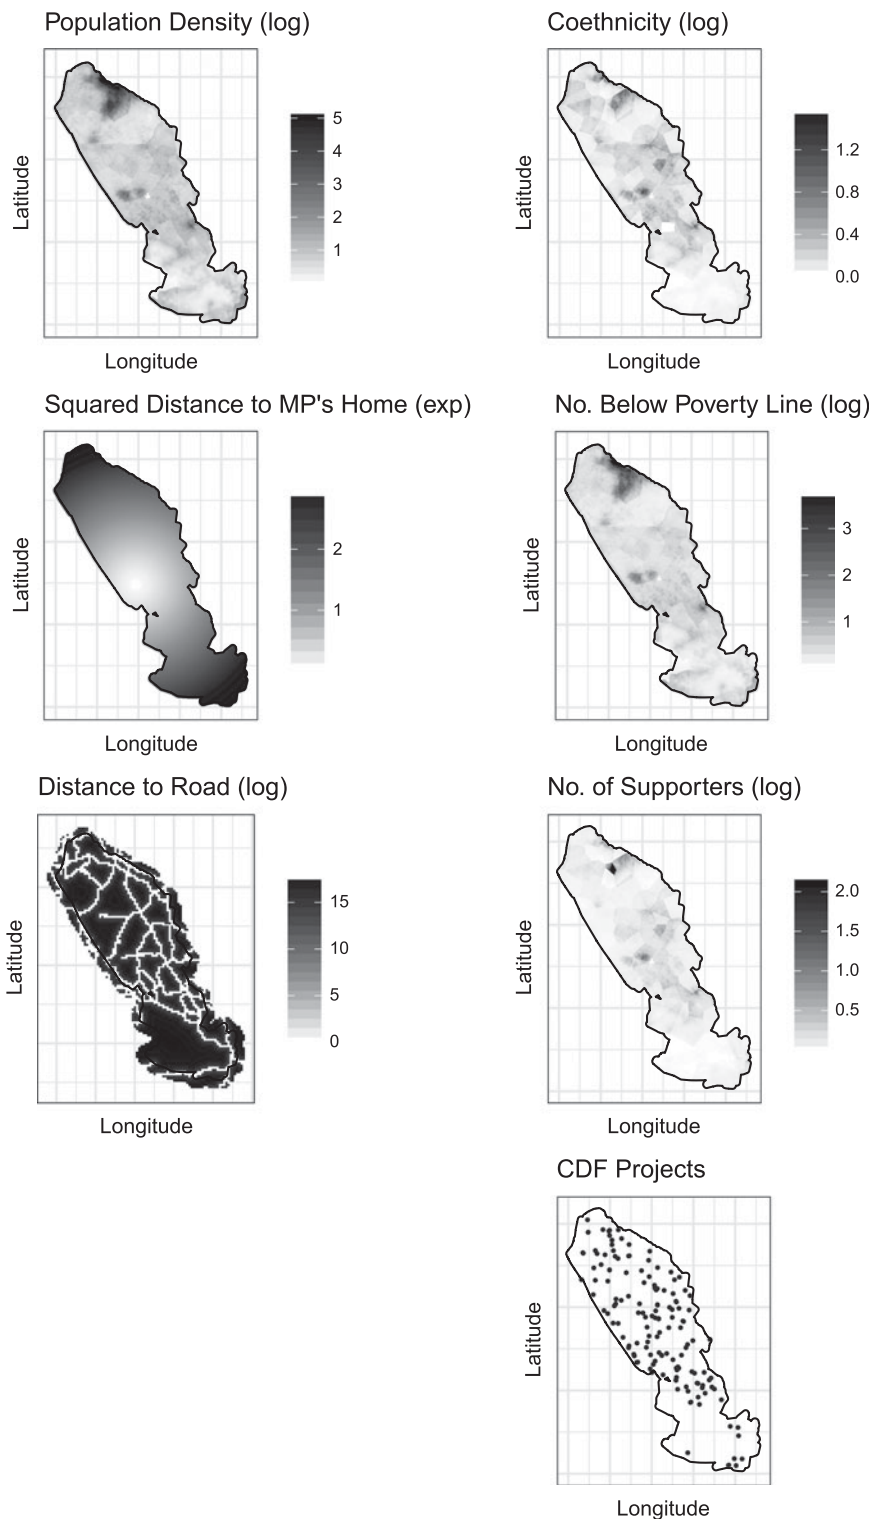 Population Density (log)
Latitude
5
4
3
2
1
Longitude
Coethnicity (log)
Latitude
1.2
0.8
0.4
0.0
Longitude
Squared Distance to MP's Home (exp)
Latitude
2
1
Longitude
No. Below Poverty Line (log)
Latitude
3
2
1
Longitude
Distance to Road (log)
Latitude
15
10
5
0
Longitude
No. of Supporters (log)
Latitude
2.0
1.5
1.0
0.5
Longitude
CDF Projects
Latitude
Longitude